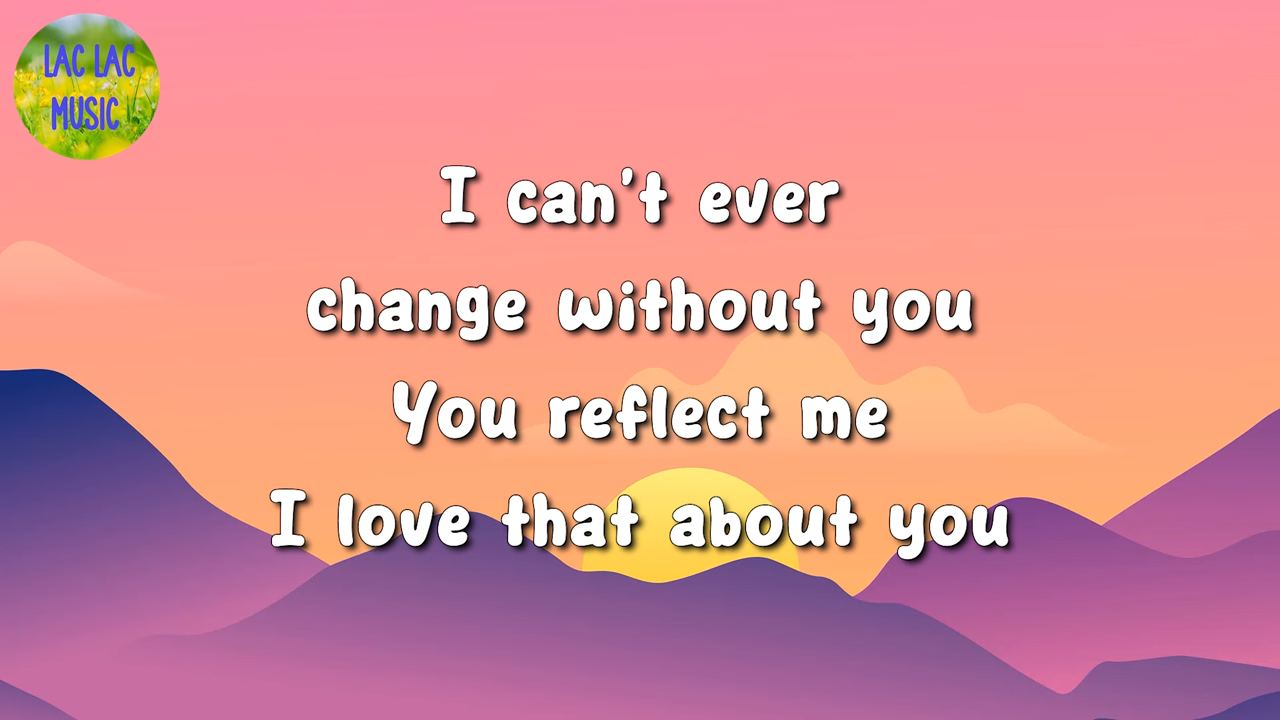 LAC LAC
MUSIC
I can't ever
change without you
You reflect me
I love that about you